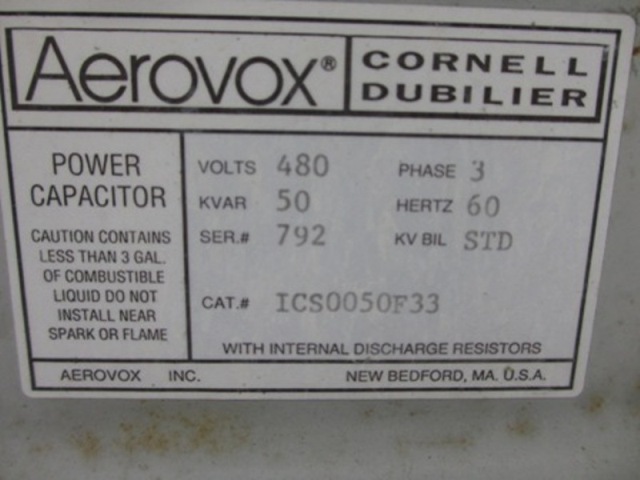 Aerovox® CORNELL
DUBILIER
POWER
CAPACITOR
CAUTION CONTAINS
LESS THAN 3 GAL.
OF COMBUSTIBLE
LIQUID DO NOT
INSTALL NEAR
SPARK OR FLAME
VOLTS 480 PHASE 3
KVAR 50 HERTZ 60
SER.# 792 KV BIL STD
CAT.# ICS0050F33
WITH INTERNAL DISCHARGE RESISTORS
AEROVOX INC. NEW BEDFORD, MA. U.S.A.